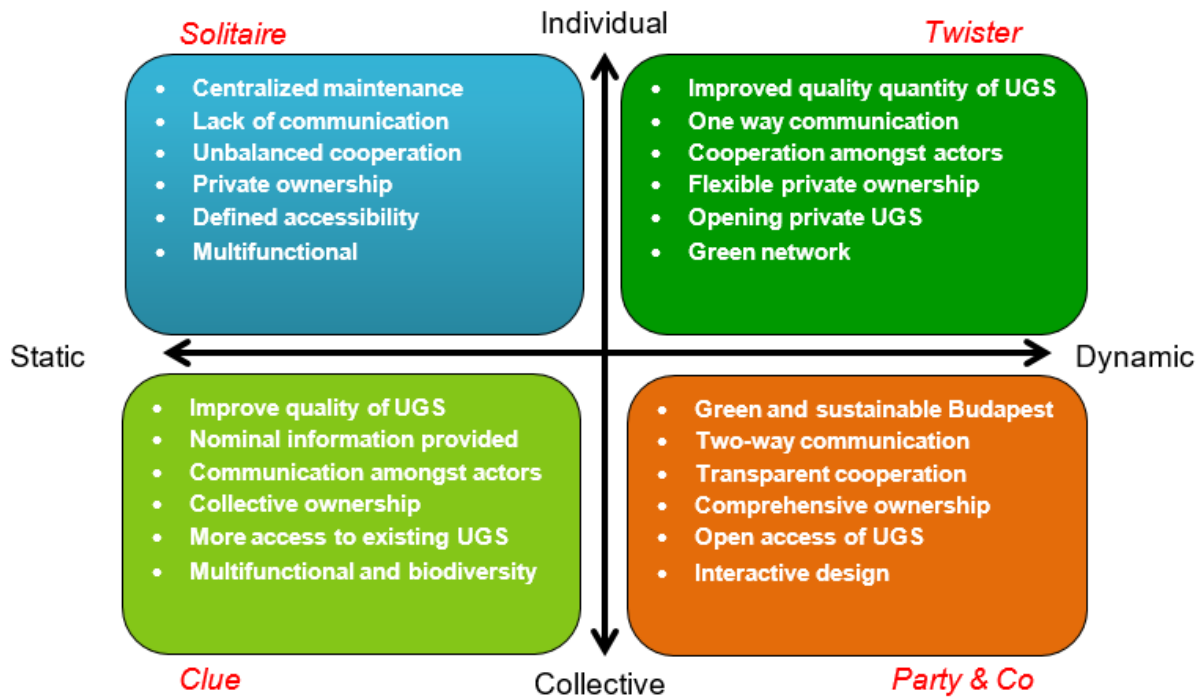 Solitaire
Individual
Twister
• Centralized maintenance
• Lack of communication
• Unbalanced cooperation
• Private ownership
• Defined accessibility
• Multifunctional
• Improved quality quantity of UGS
• One way communication
• Cooperation amongst actors
• Flexible private ownership
• Opening private UGS
• Green network
Static
Dynamic
• Improve quality of UGS
• Nominal information provided
• Communication amongst actors
• Collective ownership
• More access to existing UGS
• Multifunctional and biodiversity
• Green and sustainable Budapest
• Two-way communication
• Transparent cooperation
• Comprehensive ownership
• Open access of UGS
• Interactive design
Clue
Collective
Party & Co